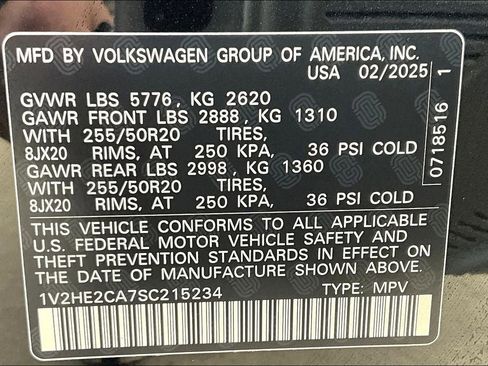 MFD BY VOLKSWAGEN GROUP OF AMERICA, INC.
USA 02/2025
GVWR LBS 5776 , KG 2620
GAWR FRONT LBS 2888 , KG 1310
WITH 255/50R20 TIRES,
8JX20 RIMS, AT 250 KPA, 36 PSI COLD
GAWR REAR LBS 2998 , KG 1360
WITH 255/50R20 TIRES,
8JX20 RIMS, AT 250 KPA, 36 PSI COLD
THIS VEHICLE CONFORMS TO ALL APPLICABLE
U.S. FEDERAL MOTOR VEHICLE SAFETY AND
THEFT PREVENTION STANDARDS IN EFFECT ON
THE DATE OF MANUFACTURE SHOWN ABOVE.
1V2HE2CA7SC215234 TYPE: MPV
0718516 1